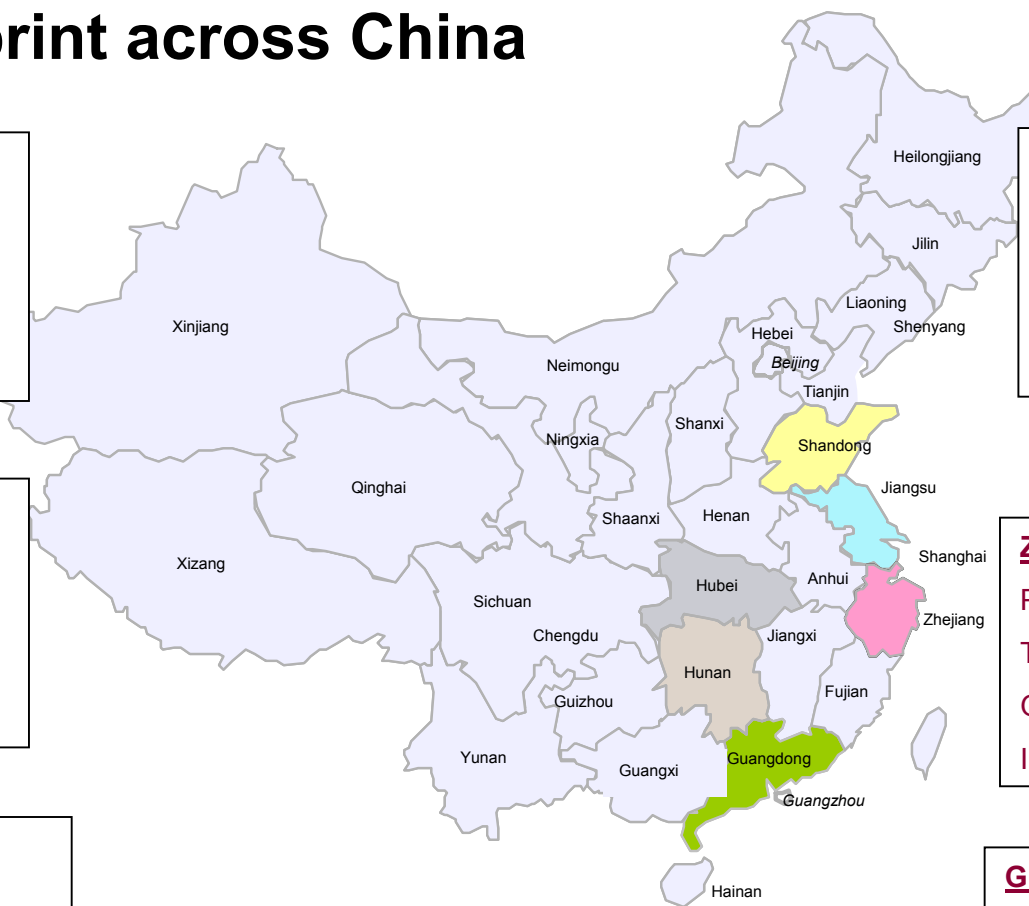 print across China
Heilongjiang
Jilin
Liaoning
Shenyang
Xinjiang
Hebei
Beijing
Neimongu
Tianjin
Shanxi
Ningxia
Shandong
Qinghai
Jiangsu
Shaanxi
Henan
Shanghai
Xizang
Hubei
Anhui
Sichuan
Zhejiang
Chengdu
Jiangxi
Hunan
Fujian
Guizhou
Yunan
Guangdong
Guangxi
Guangzhou
Hainan